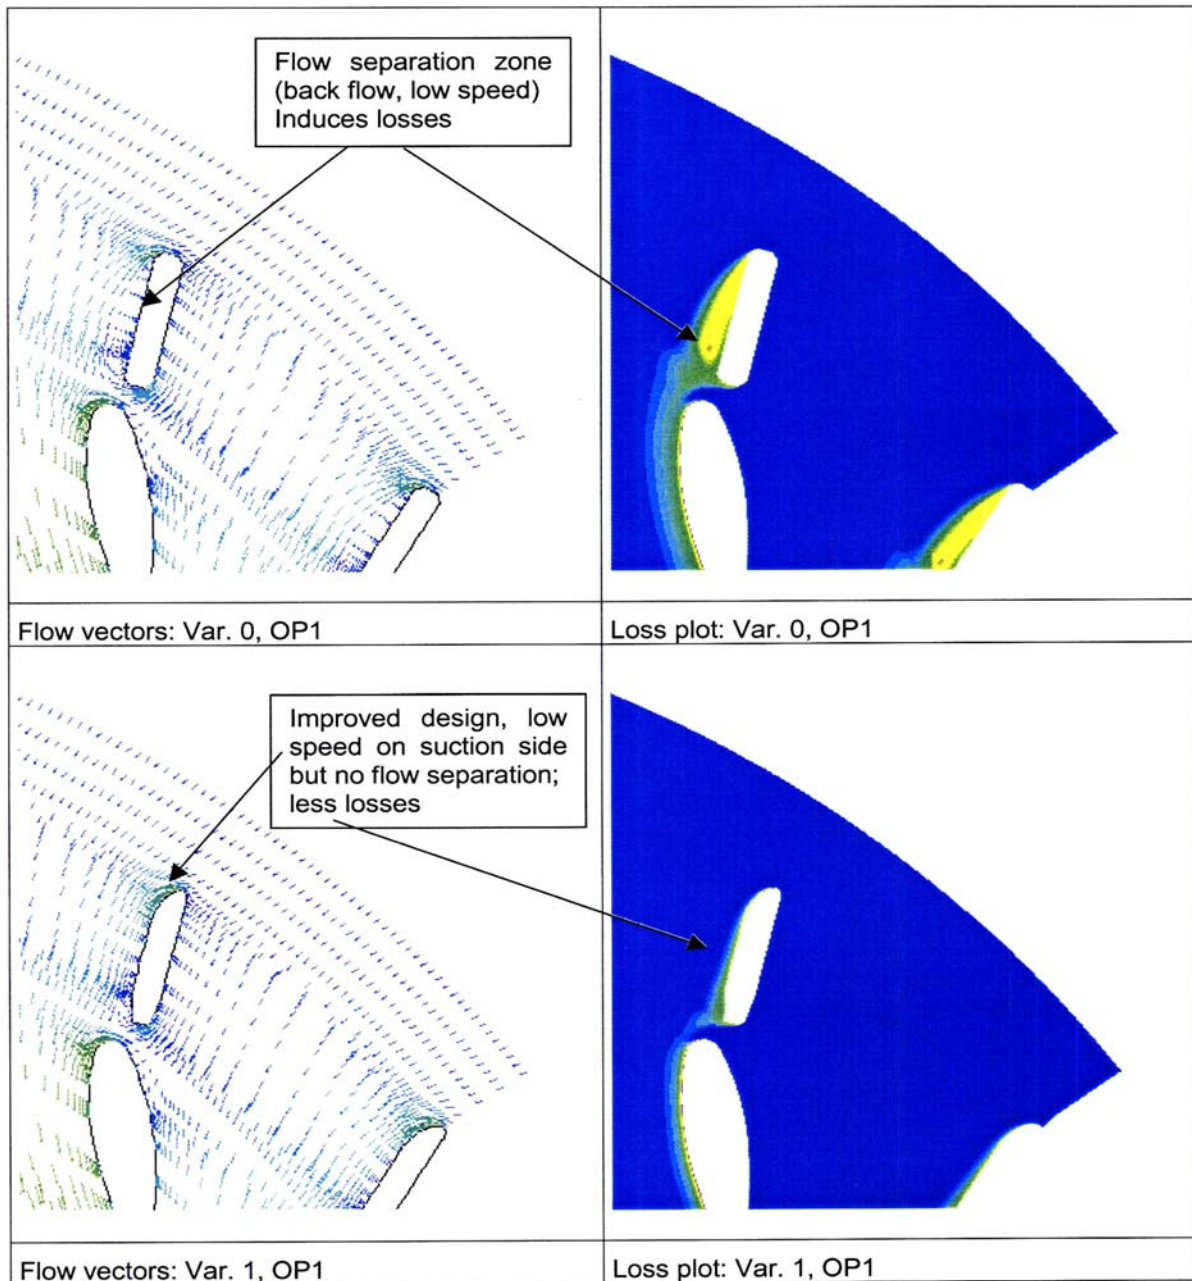 Flow separation zone
(back flow, low speed)
Induces losses
Flow vectors: Var. 0, OP1
Loss plot: Var. 0, OP1
Improved design, low
speed on suction side
but no flow separation;
less losses
Flow vectors: Var. 1, OP1
Loss plot: Var. 1, OP1